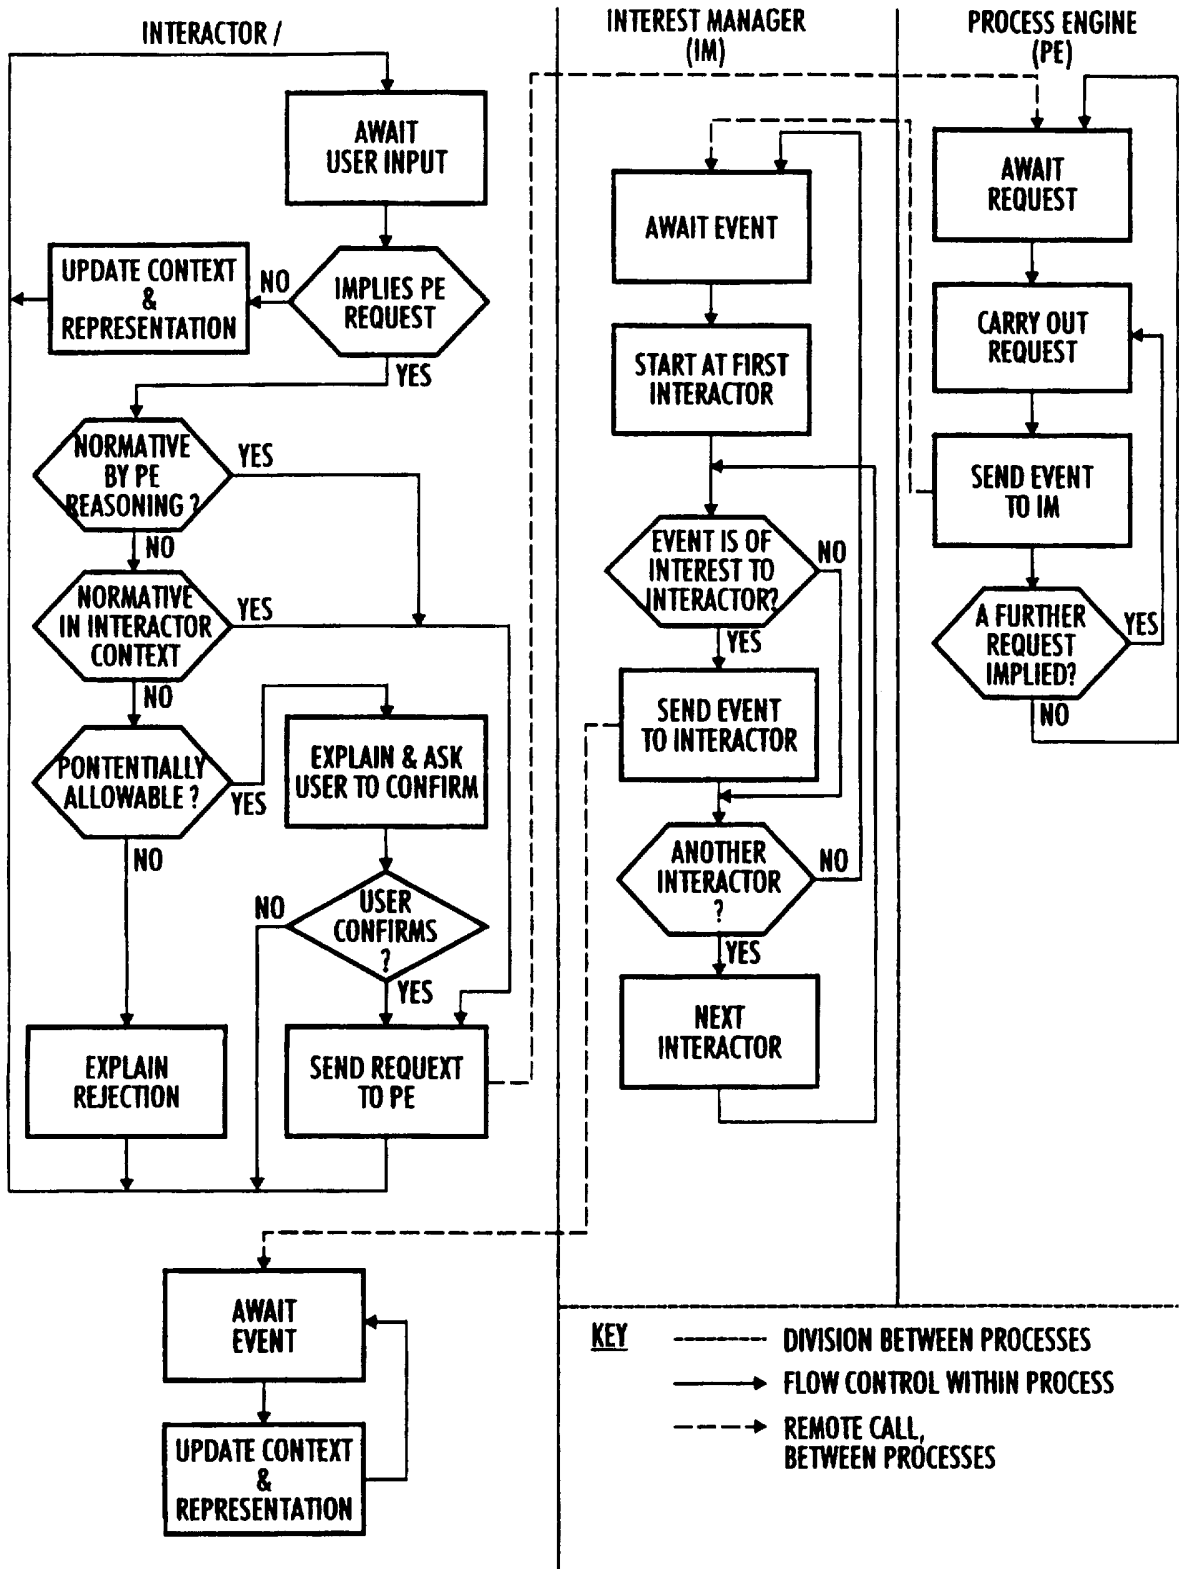 INTERACTOR /
AWAIT
USER INPUT
IMPLIES PE
REQUEST
NO
YES
UPDATE CONTEXT
&
REPRESENTATION
NORMATIVE
BY PE
REASONING ?
YES
NO
NORMATIVE
IN INTERACTOR
CONTEXT
YES
NO
PONTENTIALLY
ALLOWABLE ?
YES
NO
EXPLAIN & ASK
USER TO CONFIRM
USER
CONFIRMS
?
NO
YES
EXPLAIN
REJECTION
SEND REQUEXT
TO PE
AWAIT
EVENT
UPDATE CONTEXT
&
REPRESENTATION
INTEREST MANAGER
(IM)
AWAIT EVENT
START AT FIRST
INTERACTOR
EVENT IS OF
INTEREST TO
INTERACTOR?
NO
YES
SEND EVENT
TO INTERACTOR
ANOTHER
INTERACTOR
?
NO
YES
NEXT
INTERACTOR
PROCESS ENGINE
(PE)
AWAIT
REQUEST
CARRY OUT
REQUEST
SEND EVENT
TO IM
A FURTHER
REQUEST
IMPLIED?
YES
NO
KEY
DIVISION BETWEEN PROCESSES
FLOW CONTROL WITHIN PROCESS
REMOTE CALL,
BETWEEN PROCESSES